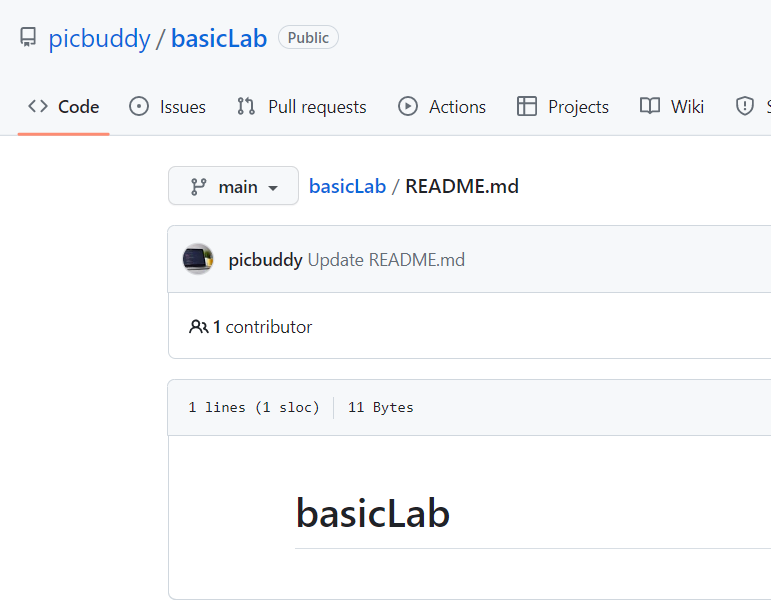 picbuddy / basicLab Public
Code Issues Pull requests Actions Projects Wiki S
main basicLab / README.md
picbuddy Update README.md
1 contributor
1 lines (1 sloc) 11 Bytes
basicLab